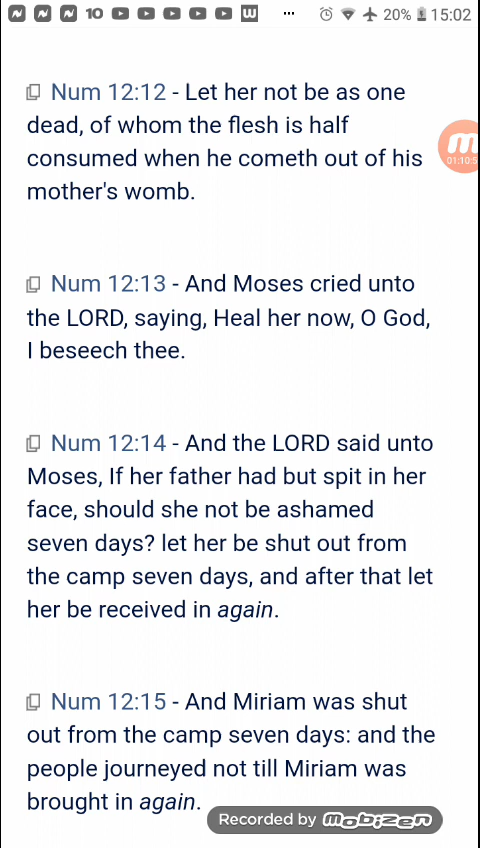 10 20% 15:02
Num 12:12 - Let her not be as one
dead, of whom the flesh is half
consumed when he cometh out of his
mother's womb.
01:10:5
Num 12:13 - And Moses cried unto
the LORD, saying, Heal her now, O God,
I beseech thee.
Num 12:14 - And the LORD said unto
Moses, If her father had but spit in her
face, should she not be ashamed
seven days? let her be shut out from
the camp seven days, and after that let
her be received in again.
Num 12:15 - And Miriam was shut
out from the camp seven days: and the
people journeyed not till Miriam was
brought in again.
Recorded by mobizen